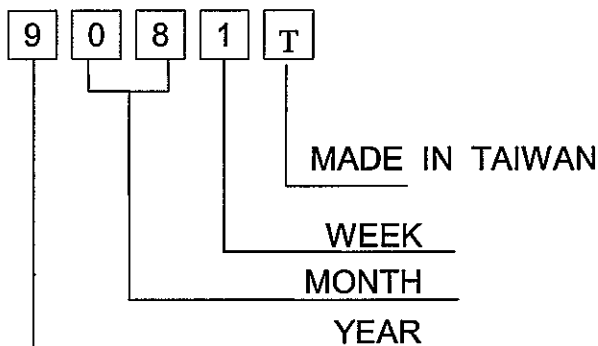 9 0 8 1 T
MADE IN TAIWAN
WEEK
MONTH
YEAR